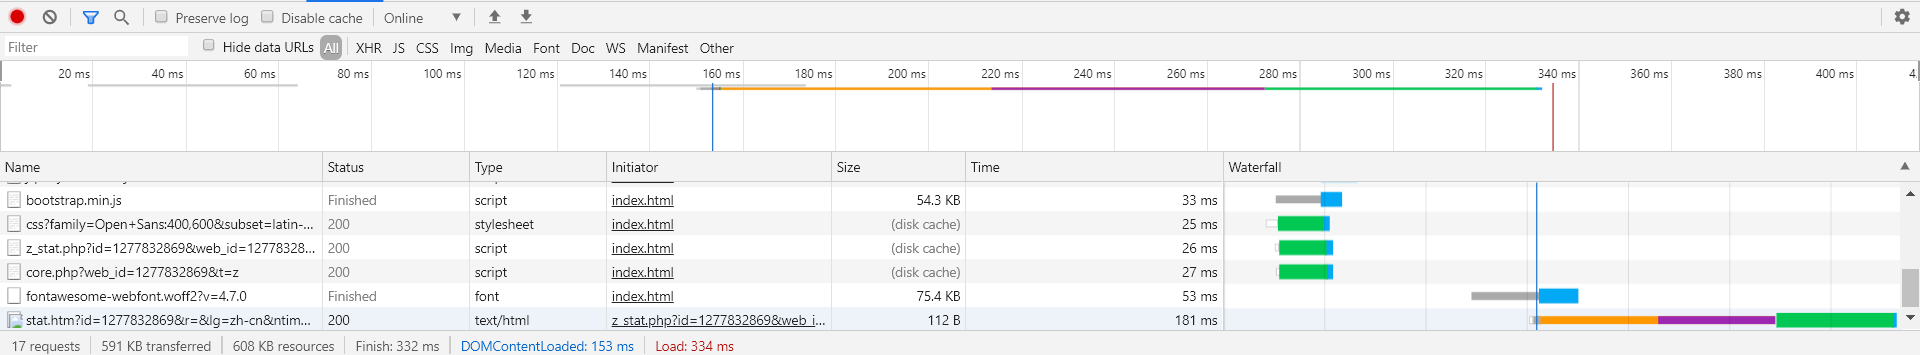 Preserve log Disable cache Online
Filter Hide data URLs All XHR JS CSS Img Media Font Doc WS Manifest Other
20 ms 40 ms 60 ms 80 ms 100 ms 120 ms 140 ms 160 ms 180 ms 200 ms 220 ms 240 ms 260 ms 280 ms 300 ms 320 ms 340 ms 360 ms 380 ms 400 ms 4.
Name Status Type Initiator Size Time Waterfall
bootstrap.min.js Finished script index.html 54.3 KB 33 ms
css?family=Open+Sans:400,600&subset=latin-... 200 stylesheet index.html (disk cache) 25 ms
z_stat.php?id=1277832869&web_id=12778328... 200 script index.html (disk cache) 26 ms
core.php?web_id=1277832869&t=z 200 script index.html (disk cache) 27 ms
fontawesome-webfont.woff2?v=4.7.0 Finished font index.html 75.4 KB 53 ms
stat.htm?id=1277832869&r=&lg=zh-cn&ntim... 200 text/html z_stat.php?id=1277832869&web_i... 112 B 181 ms
17 requests 591 KB transferred 608 KB resources Finish: 332 ms DOMContentLoaded: 153 ms Load: 334 ms